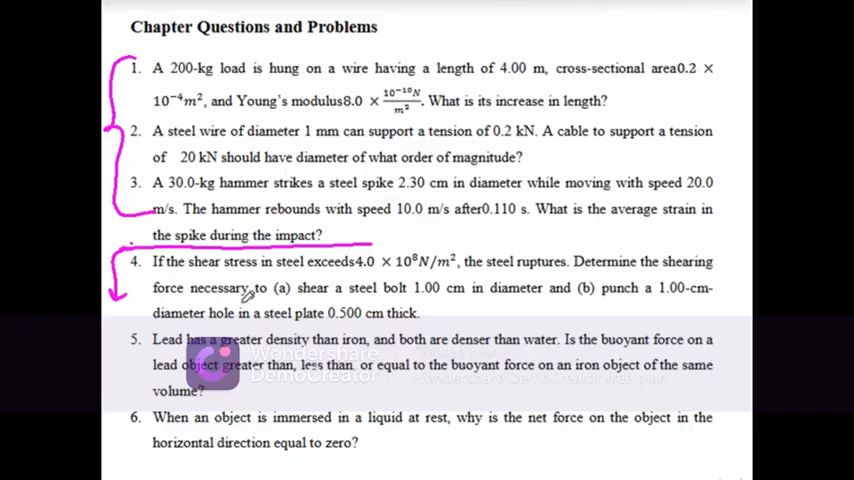 Chapter Questions and Problems
1. A 200-kg load is hung on a wire having a length of 4.00 m, cross-sectional area0.2 ×
10⁻⁴m², and Young's modulus8.0 × 10⁻¹⁰N/m². What is its increase in length?
2. A steel wire of diameter 1 mm can support a tension of 0.2 kN. A cable to support a tension
of 20 kN should have diameter of what order of magnitude?
3. A 30.0-kg hammer strikes a steel spike 2.30 cm in diameter while moving with speed 20.0
m/s. The hammer rebounds with speed 10.0 m/s after0.110 s. What is the average strain in
the spike during the impact?
4. If the shear stress in steel exceeds4.0 × 10⁸N/m², the steel ruptures. Determine the shearing
force necessary to (a) shear a steel bolt 1.00 cm in diameter and (b) punch a 1.00-cm-
diameter hole in a steel plate 0.500 cm thick.
5. Lead has a greater density than iron, and both are denser than water. Is the buoyant force on a
lead object greater than, less than, or equal to the buoyant force on an iron object of the same
volume?
Wondershare
DemoCreator
Wondershare DemoCreator free plan
6. When an object is immersed in a liquid at rest, why is the net force on the object in the
horizontal direction equal to zero?